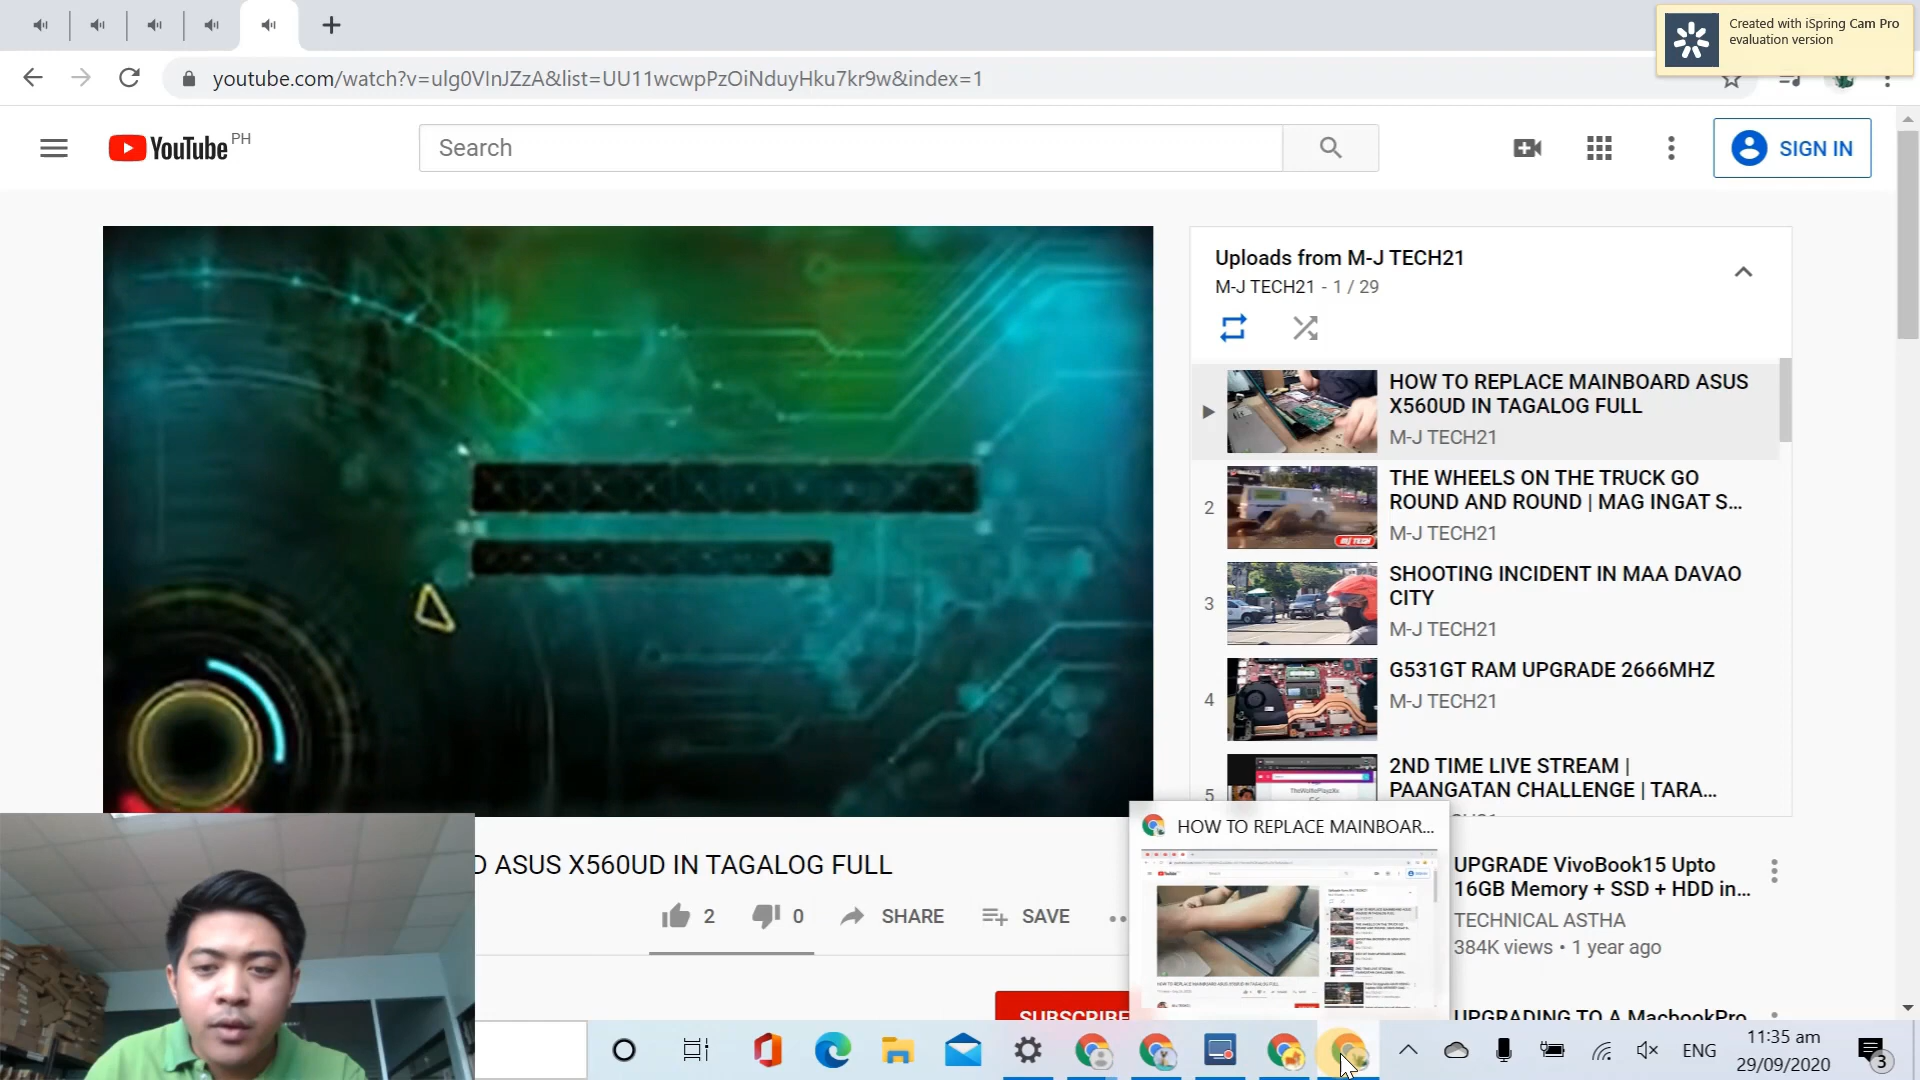 Created with iSpring Cam Pro
evaluation version
youtube.com/watch?v=ulg0VInJZzA&list=UU11wcwpPzOiNduyHku7kr9w&index=1
YouTube PH
Search
SIGN IN
Uploads from M-J TECH21
M-J TECH21 - 1 / 29
HOW TO REPLACE MAINBOARD ASUS
X560UD IN TAGALOG FULL
M-J TECH21
2
THE WHEELS ON THE TRUCK GO
ROUND AND ROUND | MAG INGAT S...
M-J TECH21
MJ TECH
3
SHOOTING INCIDENT IN MAA DAVAO
CITY
M-J TECH21
4
G531GT RAM UPGRADE 2666MHZ
M-J TECH21
5
2ND TIME LIVE STREAM |
PAANGATAN CHALLENGE | TARA...
HOW TO REPLACE MAINBOAR...
D ASUS X560UD IN TAGALOG FULL
2
0
SHARE
SAVE
SUBSCRIBE
UPGRADE VivoBook15 Upto
16GB Memory + SSD + HDD in...
TECHNICAL ASTHA
384K views • 1 year ago
UPGRADING TO A MacbookPro
ENG
11:35 am
29/09/2020
3